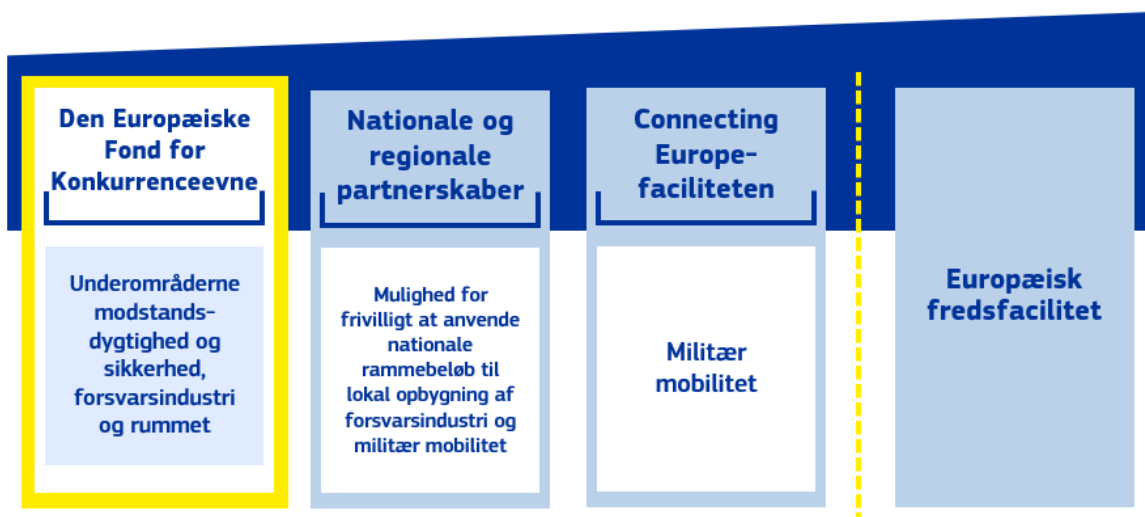 Den Europæiske
Fond for
Konkurrenceevne
Underområderne
modstands-
dygtighed og
sikkerhed,
forsvarsindustri
og rummet
Nationale og
regionale
partnerskaber
Mulighed for
frivilligt at anvende
nationale
rammebeløb til
lokal opbygning af
forsvarsindustri og
militær mobilitet
Connecting
Europe-
faciliteten
Militær
mobilitet
Europæisk
fredsfacilitet